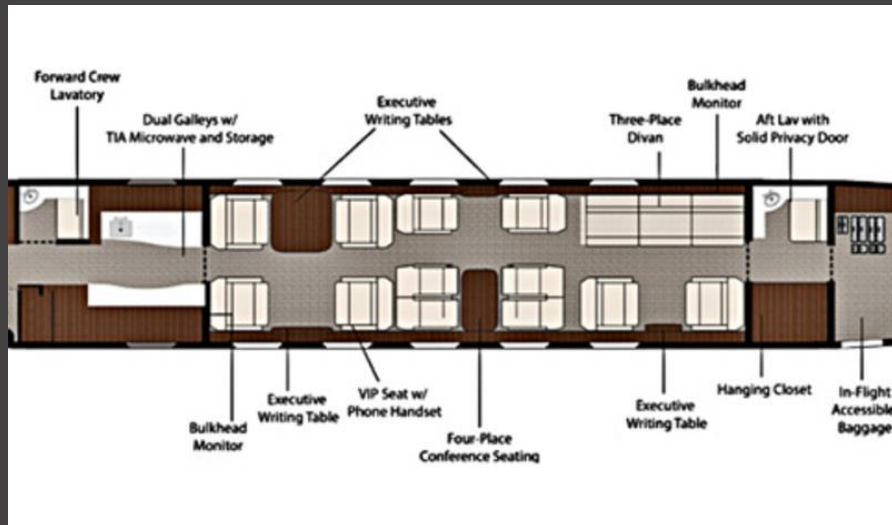 Forward Crew
Lavatory
Dual Galleys w/
TIA Microwave and Storage
Executive
Writing Tables
Three-Place
Divan
Bulkhead
Monitor
Aft Lav with
Solid Privacy Door
Bulkhead
Monitor
Executive
Writing Table
VIP Seat w/
Phone Handset
Four-Place
Conference Seating
Executive
Writing Table
Hanging Closet
In-Flight
Accessible
Baggage